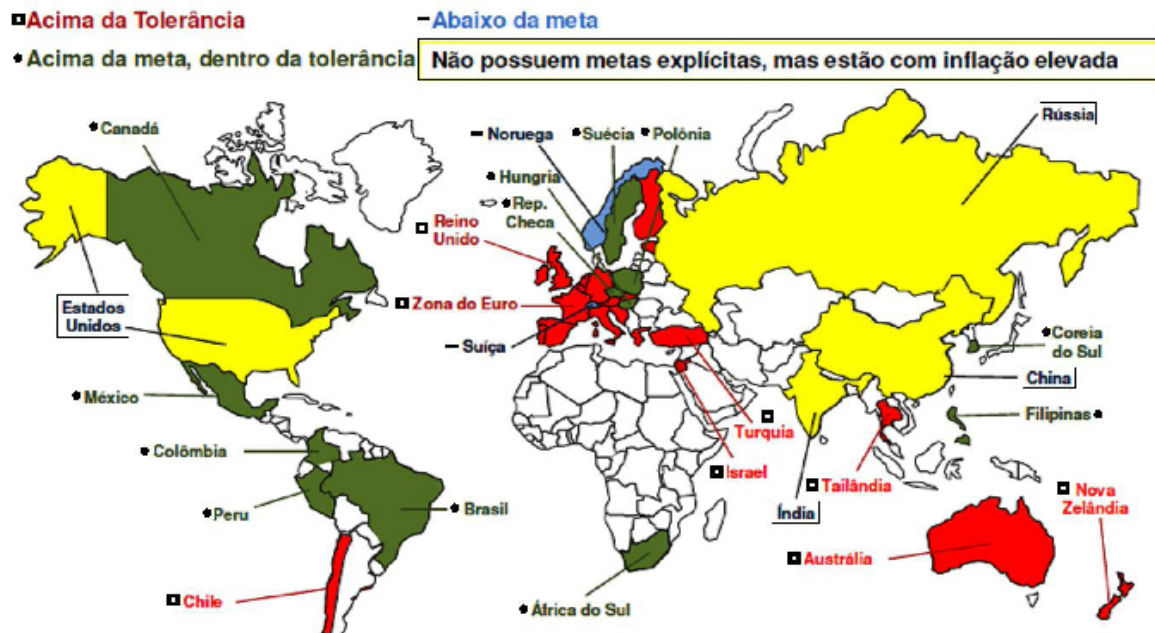 Acima da Tolerância
Abaixo da meta
Acima da meta, dentro da tolerância
Não possuem metas explícitas, mas estão com inflação elevada
Canadá
Noruega
Suécia
Polônia
Rússia
Hungria
Rep.
Checa
Reino
Unido
Estados
Unidos
Zona do Euro
Suíça
Coreia
do Sul
China
México
Filipinas
Turquia
Colômbia
Israel
Tailândia
Nova
Zelândia
Peru
Brasil
Índia
Austrália
Chile
África do Sul